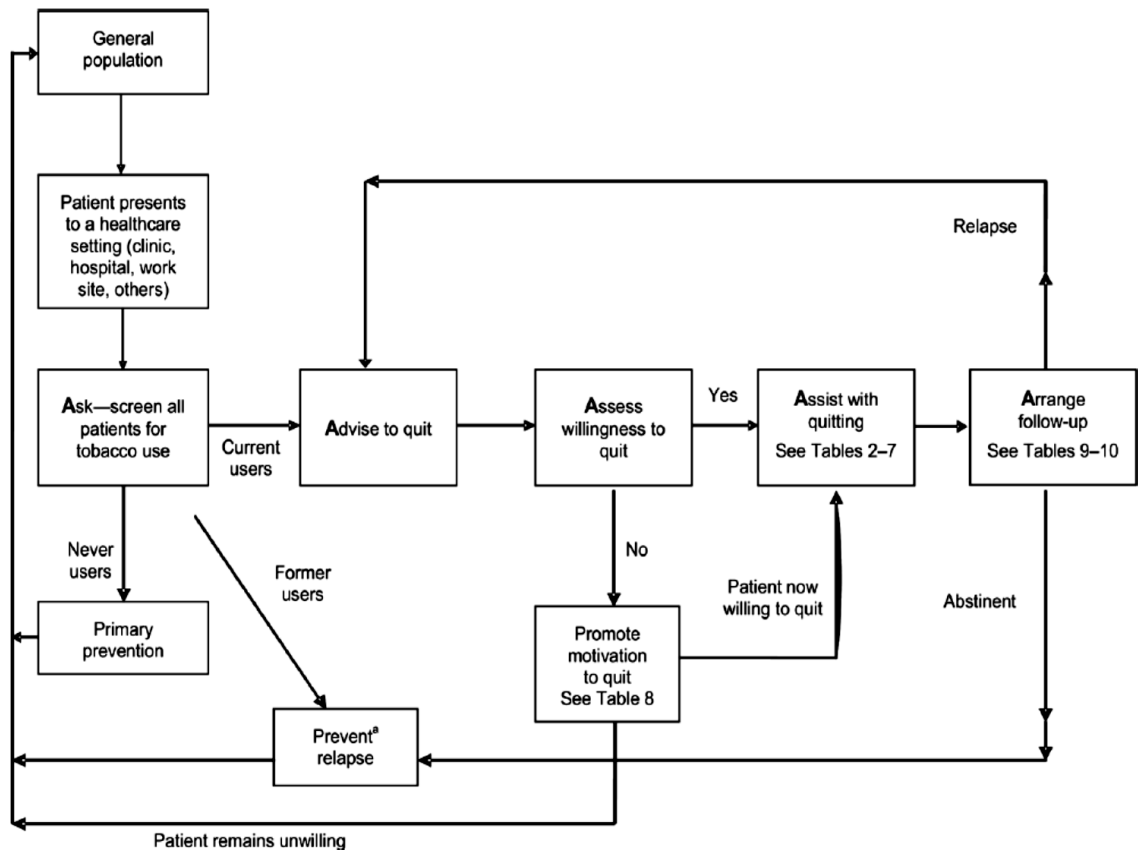 General
population
Patient presents
to a healthcare
setting (clinic,
hospital, work
site, others)
Relapse
Ask—screen all
patients for
tobacco use
Current
users
Advise to quit
Assess
willingness to
quit
Yes
Assist with
quitting
See Tables 2–7
Arrange
follow-up
See Tables 9–10
Never
users
Former
users
No
Patient now
willing to quit
Abstinent
Primary
prevention
Promote
motivation
to quit
See Table 8
Preventa
relapse
Patient remains unwilling